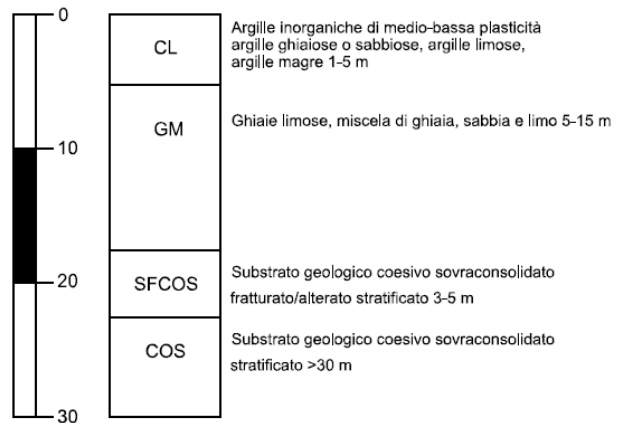 0
CL
Argille inorganiche di medio-bassa plasticità
argille ghiaiose o sabbiose, argille limose,
argille magre 1-5 m
GM
Ghiaie limose, miscela di ghiaia, sabbia e limo 5-15 m
10
20
SFCOS
Substrato geologico coesivo sovraconsolidato
fratturato/alterato stratificato 3-5 m
COS
Substrato geologico coesivo sovraconsolidato
stratificato >30 m
30